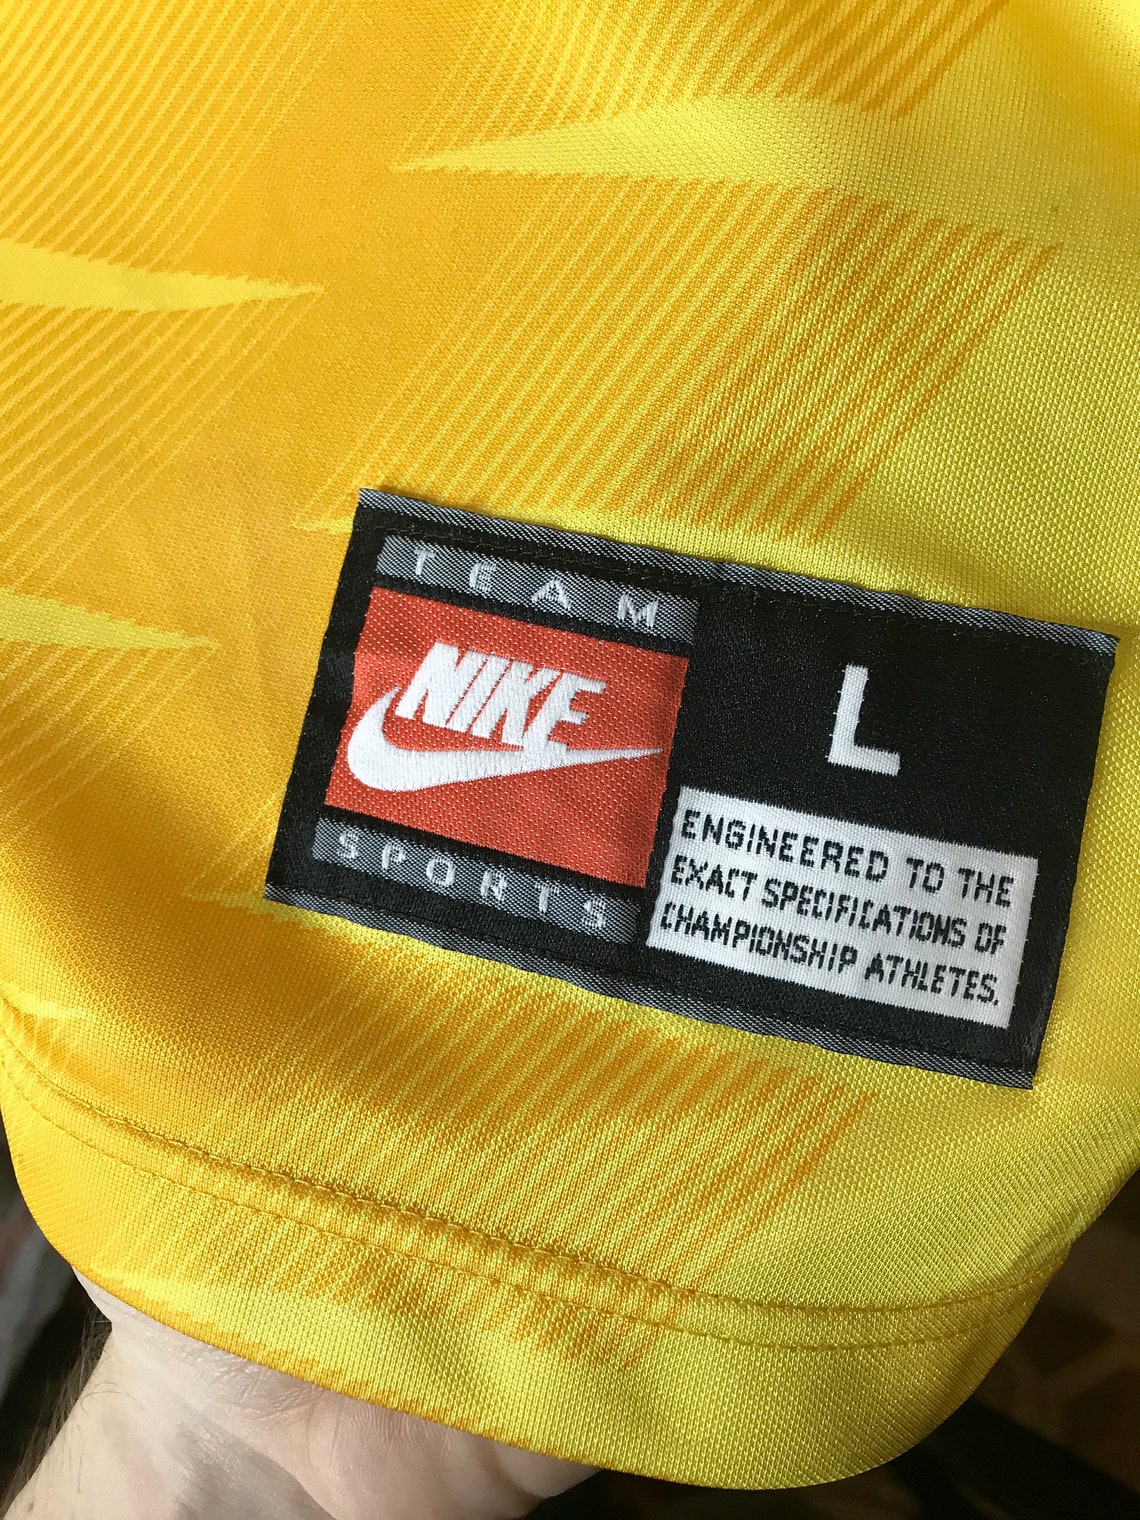 TEAM
NIKE
SPORTS
L
ENGINEERED TO THE
EXACT SPECIFICATIONS OF
CHAMPIONSHIP ATHLETES.